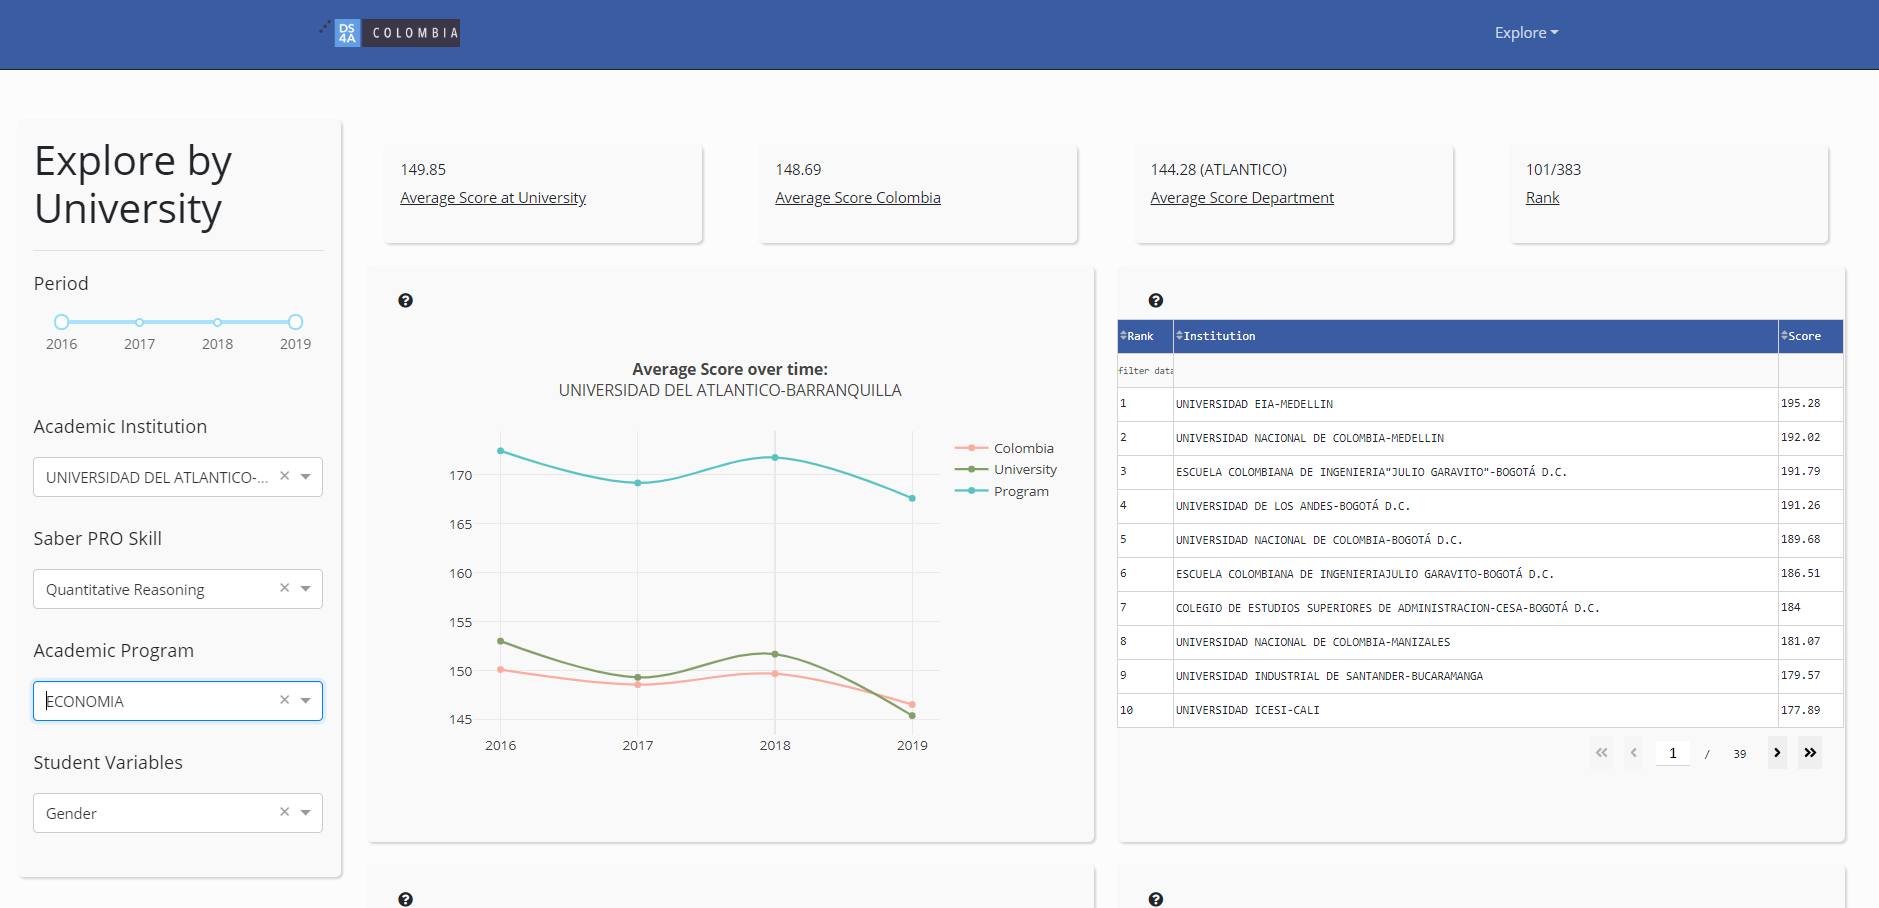 DS
4A
COLOMBIA
Explore
Explore by
University
Period
2016
2017
2018
2019
Academic Institution
UNIVERSIDAD DEL ATLANTICO-...
Saber PRO Skill
Quantitative Reasoning
Academic Program
ECONOMIA
Student Variables
Gender
149.85
Average Score at University
148.69
Average Score Colombia
144.28 (ATLANTICO)
Average Score Department
101/383
Rank
Average Score over time:
UNIVERSIDAD DEL ATLANTICO-BARRANQUILLA
Colombia
University
Program
170
165
160
155
150
145
2016
2017
2018
2019
Rank Institution Score
filter data
1 UNIVERSIDAD EIA-MEDELLIN 195.28
2 UNIVERSIDAD NACIONAL DE COLOMBIA-MEDELLIN 192.02
3 ESCUELA COLOMBIANA DE INGENIERIA"JULIO GARAVITO"-BOGOTÁ D.C. 191.79
4 UNIVERSIDAD DE LOS ANDES-BOGOTÁ D.C. 191.26
5 UNIVERSIDAD NACIONAL DE COLOMBIA-BOGOTÁ D.C. 189.68
6 ESCUELA COLOMBIANA DE INGENIERIAJULIO GARAVITO-BOGOTÁ D.C. 186.51
7 COLEGIO DE ESTUDIOS SUPERIORES DE ADMINISTRACION-CESA-BOGOTÁ D.C. 184
8 UNIVERSIDAD NACIONAL DE COLOMBIA-MANIZALES 181.07
9 UNIVERSIDAD INDUSTRIAL DE SANTANDER-BUCARAMANGA 179.57
10 UNIVERSIDAD ICESI-CALI 177.89
1 / 39